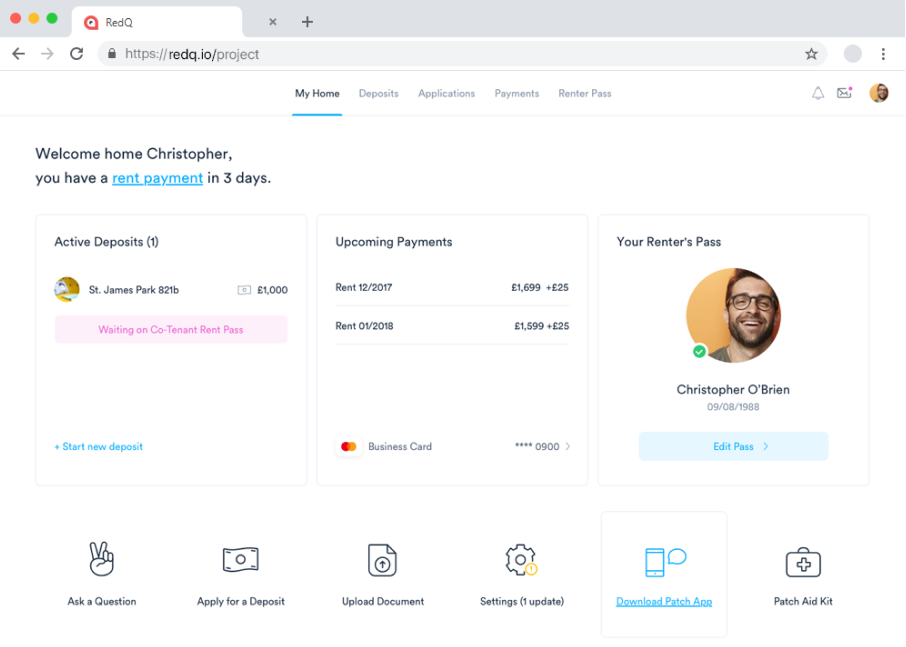 RedQ
https://redq.io/project
My Home Deposits Applications Payments Renter Pass
Welcome home Christopher,
you have a rent payment in 3 days.
Active Deposits (1)
St. James Park 821b £1,000
Waiting on Co-Tenant Rent Pass
+ Start new deposit
Upcoming Payments
Rent 12/2017 £1,699 +£25
Rent 01/2018 £1,599 +£25
Business Card **** 0900
Your Renter's Pass
Christopher O'Brien
09/08/1988
Edit Pass
Ask a Question
Apply for a Deposit
Upload Document
Settings (1 update)
Download Patch App
Patch Aid Kit